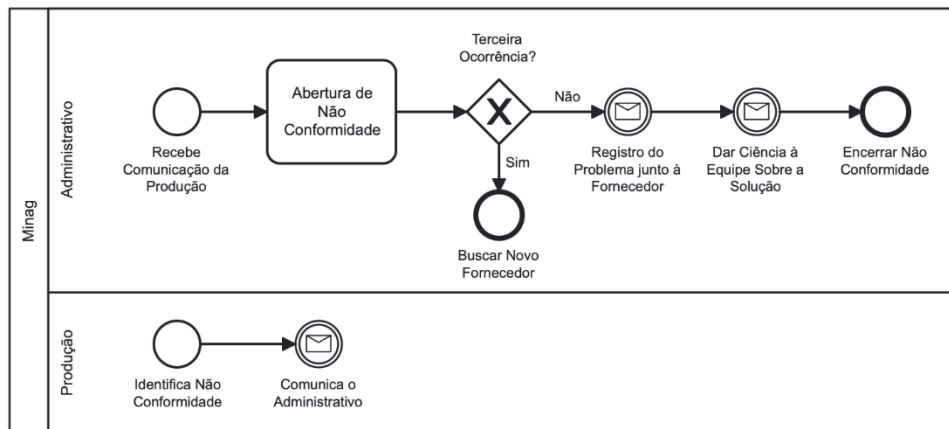 Minag
Administrativo
Recebe
Comunicação da
Produção
Abertura de
Não
Conformidade
Terceira
Ocorrência?
Não
Sim
Buscar Novo
Fornecedor
Registro do
Problema junto à
Fornecedor
Dar Ciência à
Equipe Sobre a
Solução
Encerrar Não
Conformidade
Produção
Identifica Não
Conformidade
Comunica o
Administrativo